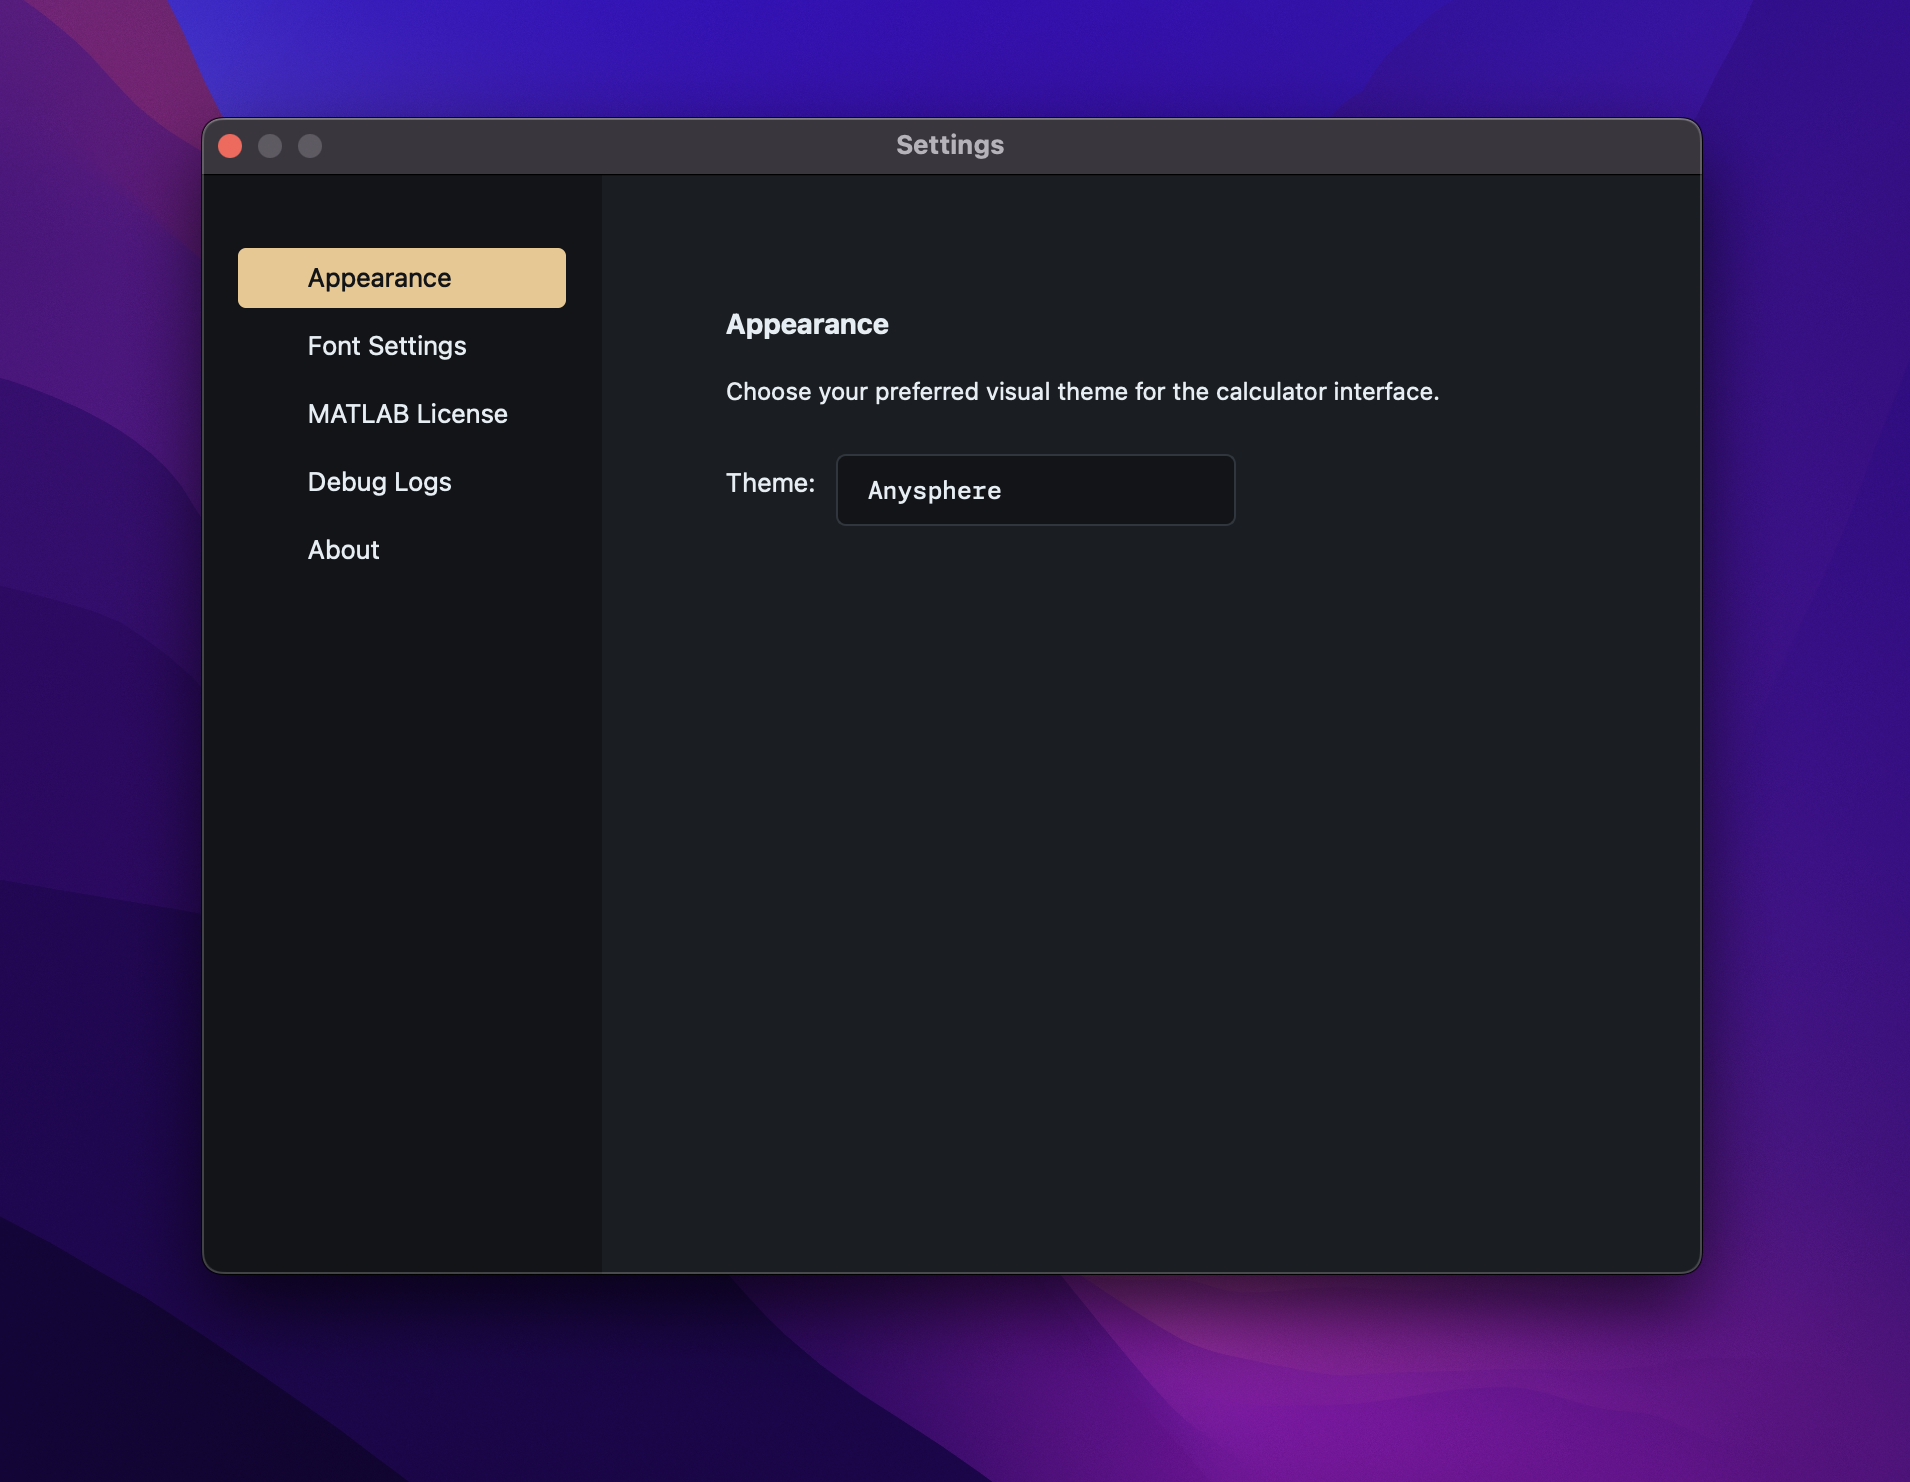 Settings
Appearance
Font Settings
MATLAB License
Debug Logs
About
Appearance
Choose your preferred visual theme for the calculator interface.
Theme: Anysphere